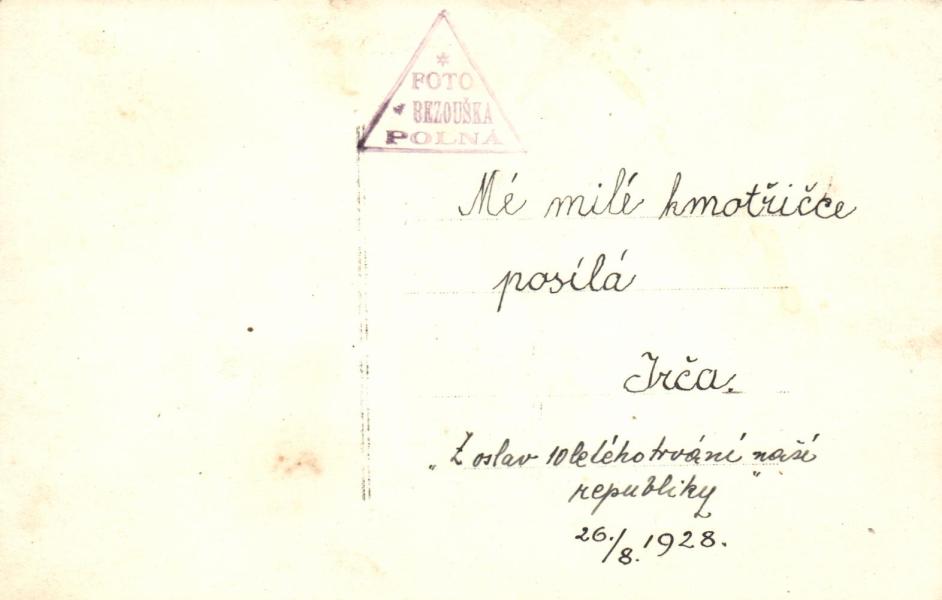 FOTO
BEZOUŠKA
POLNÁ
Mé milé kmotřičce
posílá
Irča.
„Z oslav 10letého trvání naší
republiky"
26./8. 1928.